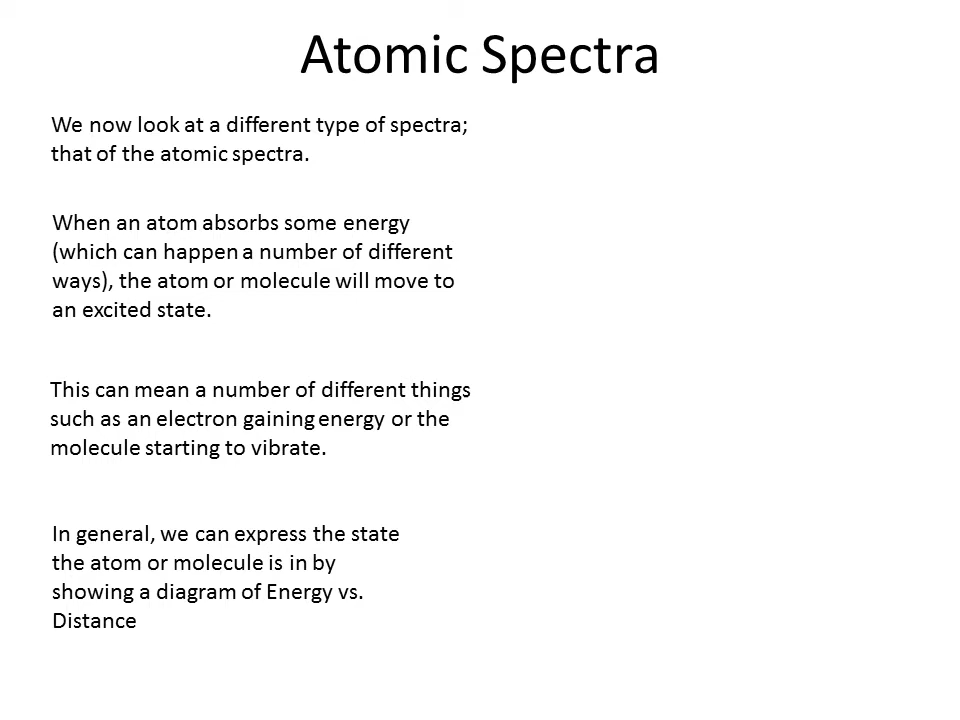 Atomic Spectra
We now look at a different type of spectra;
that of the atomic spectra.
When an atom absorbs some energy
(which can happen a number of different
ways), the atom or molecule will move to
an excited state.
This can mean a number of different things
such as an electron gaining energy or the
molecule starting to vibrate.
In general, we can express the state
the atom or molecule is in by
showing a diagram of Energy vs.
Distance